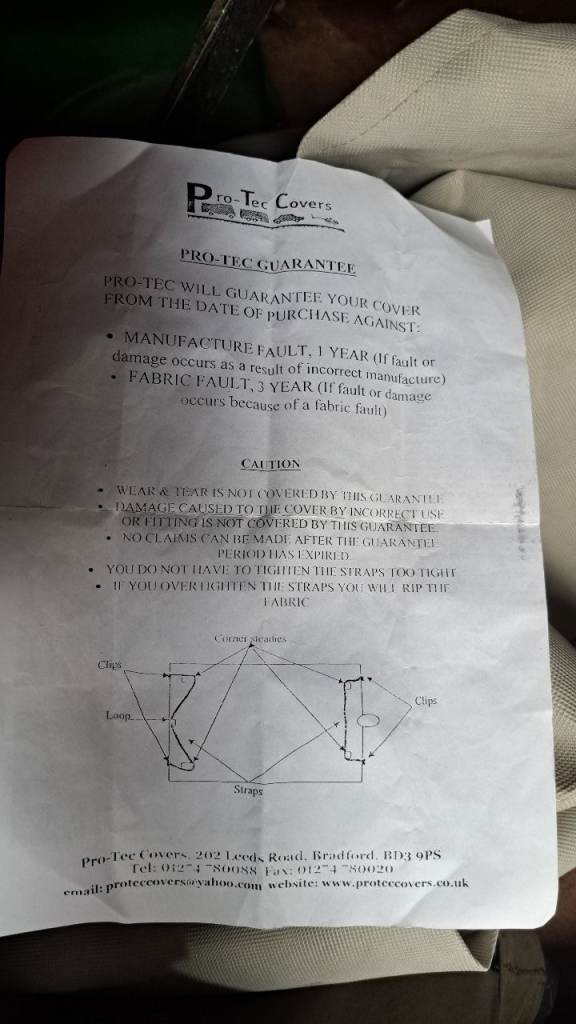 Pro-Tec Covers
PRO-TEC GUARANTEE
PRO-TEC WILL GUARANTEE YOUR COVER
FROM THE DATE OF PURCHASE AGAINST:
• MANUFACTURE FAULT, 1 YEAR (If fault or
damage occurs as a result of incorrect manufacture)
• FABRIC FAULT, 3 YEAR (If fault or damage
occurs because of a fabric fault)
CAUTION
• WEAR & TEAR IS NOT COVERED BY THIS GUARANTEE
• DAMAGE CAUSED TO THE COVER BY INCORRECT USE
OR FITTING IS NOT COVERED BY THIS GUARANTEE.
• NO CLAIMS CAN BE MADE AFTER THE GUARANTEE
PERIOD HAS EXPIRED.
• YOU DO NOT HAVE TO TIGHTEN THE STRAPS TOO TIGHT
• IF YOU OVER TIGHTEN THE STRAPS YOU WILL RIP THE
FABRIC
Corner steadies
Clips
Clips
Loop
Straps
Pro-Tec Covers, 202 Leeds Road, Bradford, BD3 9PS
Tel: 01274 780088 Fax: 01274 780020
email: proteccovers@yahoo.com website: www.proteccovers.co.uk